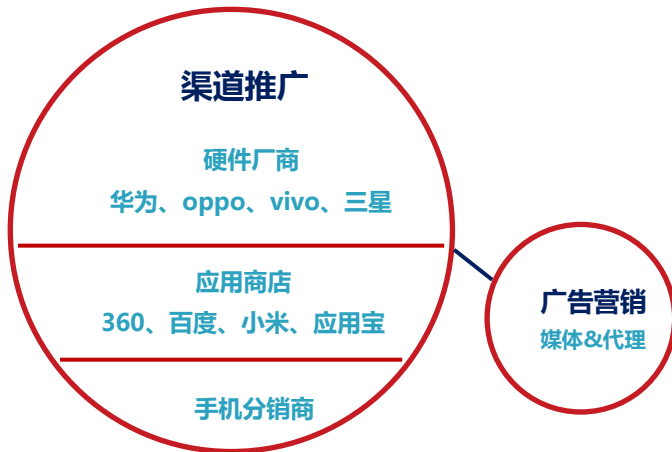 渠道推广
硬件厂商
华为、oppo、vivo、三星
应用商店
360、百度、小米、应用宝
手机分销商
广告营销
媒体&代理